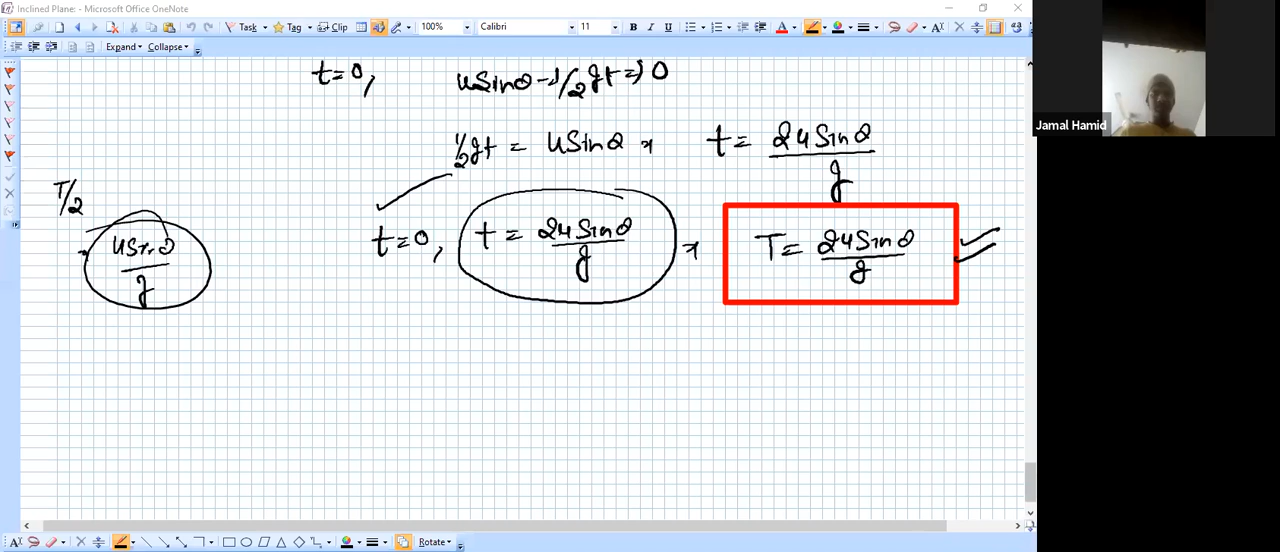 Inclined Plane: - Microsoft Office OneNote
Task Tag Clip 100% Calibri 11 B I U
Expand Collapse
t=0, usinθ-1/2gt=0
1/2gt = usinθ t= 2usinθ/g
T/2
usinθ/g t=0, t = 2usinθ/g T= 2usinθ/g
Jamal Hamid
Rotate